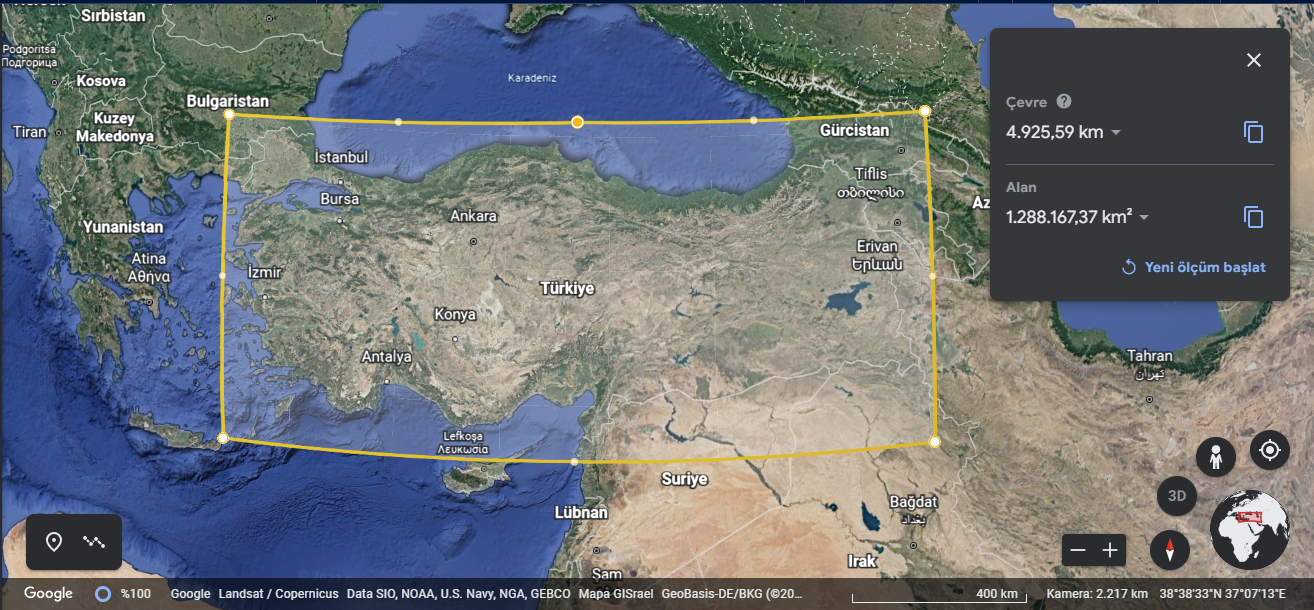 Sırbistan
Podgoritsa
Подгорица
Kosova
Bulgaristan
Kuzey
Makedonya
Tiran
Karadeniz
Gürcistan
İstanbul
Tiflis
თბილისი
Bursa
Ankara
Yunanistan
Atina
Αθήνα
İzmir
Erivan
Երևան
Türkiye
Konya
Antalya
Az
Tahran
تهران
Lefkoşa
Λευκωσία
Suriye
Lübnan
Bağdat
بغداد
Irak
Şam
Çevre
4.925,59 km
Alan
1.288.167,37 km²
Yeni ölçüm başlat
3D
Google
%100
Google Landsat / Copernicus Data SIO, NOAA, U.S. Navy, NGA, GEBCO Mapa GISrael GeoBasis-DE/BKG (©20...
400 km
Kamera: 2.217 km 38°38'33"N 37°07'13"E